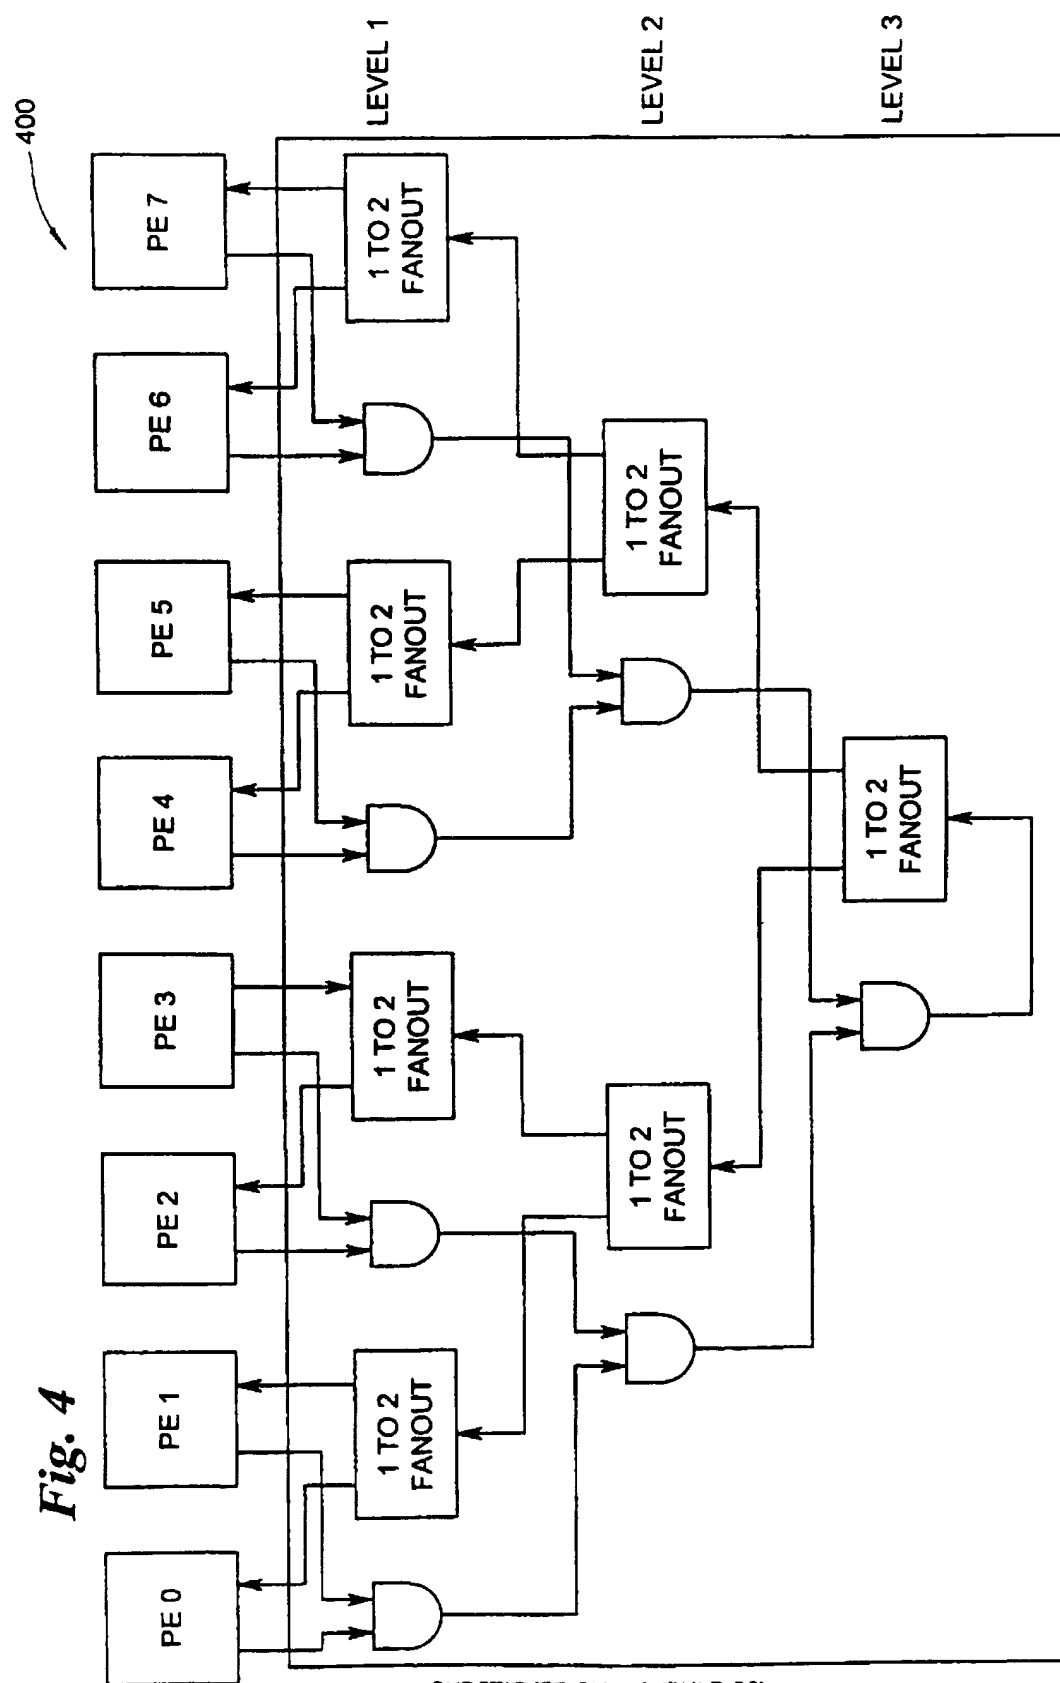 Fig. 4
400
PE 0
PE 1
PE 2
PE 3
PE 4
PE 5
PE 6
PE 7
LEVEL 1
1 TO 2
FANOUT
1 TO 2
FANOUT
1 TO 2
FANOUT
1 TO 2
FANOUT
LEVEL 2
1 TO 2
FANOUT
1 TO 2
FANOUT
LEVEL 3
1 TO 2
FANOUT